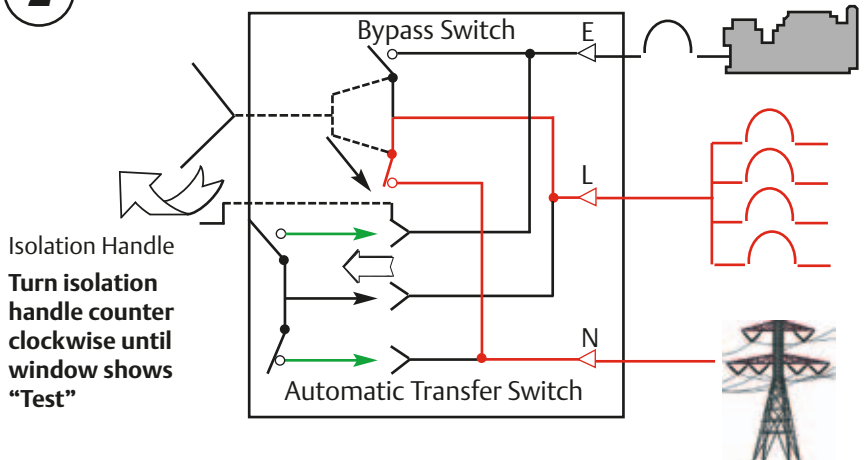 2
Bypass Switch
E
L
Isolation Handle
Turn isolation
handle counter
clockwise until
window shows
“Test”
N
Automatic Transfer Switch